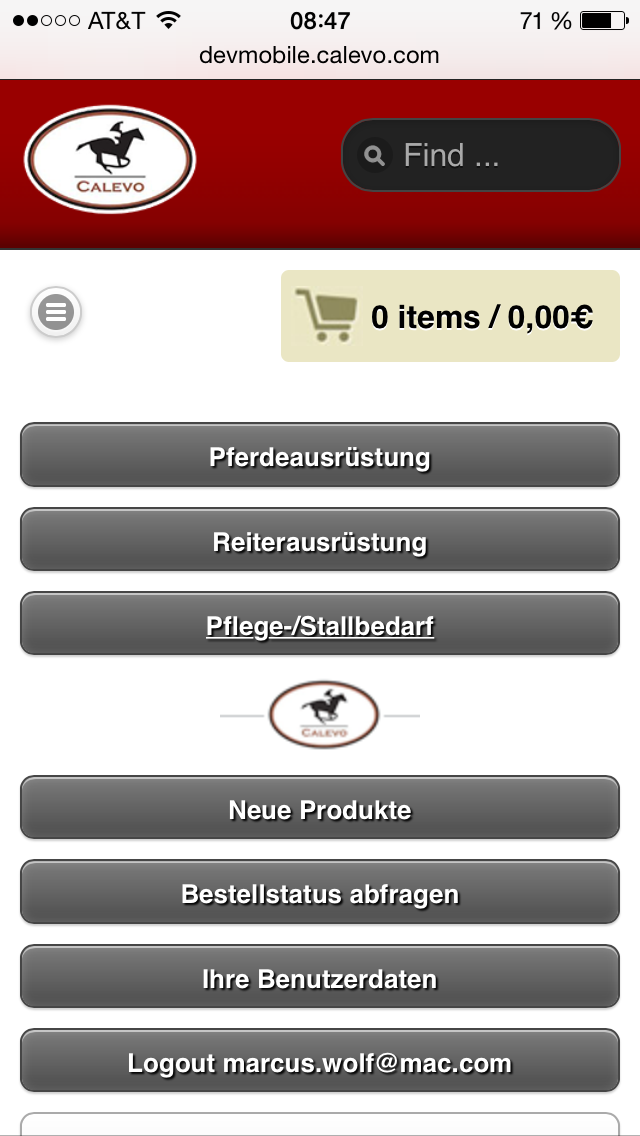 AT&T 08:47 71 %
devmobile.calevo.com
CALEVO
Find ...
0 items / 0,00€
Pferdeausrüstung
Reiterausrüstung
Pflege-/Stallbedarf
CALEVO
Neue Produkte
Bestellstatus abfragen
Ihre Benutzerdaten
Logout marcus.wolf@mac.com